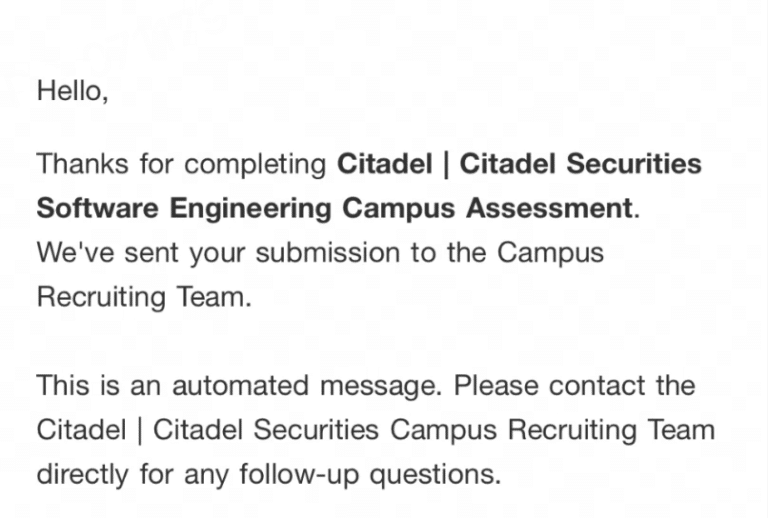 Hello,
Thanks for completing Citadel | Citadel Securities
Software Engineering Campus Assessment.
We've sent your submission to the Campus
Recruiting Team.
This is an automated message. Please contact the
Citadel | Citadel Securities Campus Recruiting Team
directly for any follow-up questions.